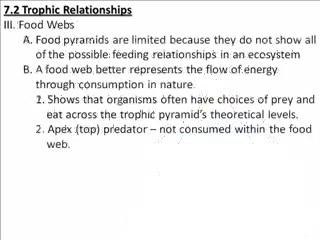 7.2 Trophic Relationships
III. Food Webs
A. Food pyramids are limited because they do not show all
of the possible feeding relationships in an ecosystem
B. A food web better represents the flow of energy
through consumption in nature
1. Shows that organisms often have choices of prey and
eat across the trophic pyramid's theoretical levels.
2. Apex (top) predator – not consumed within the food
web.